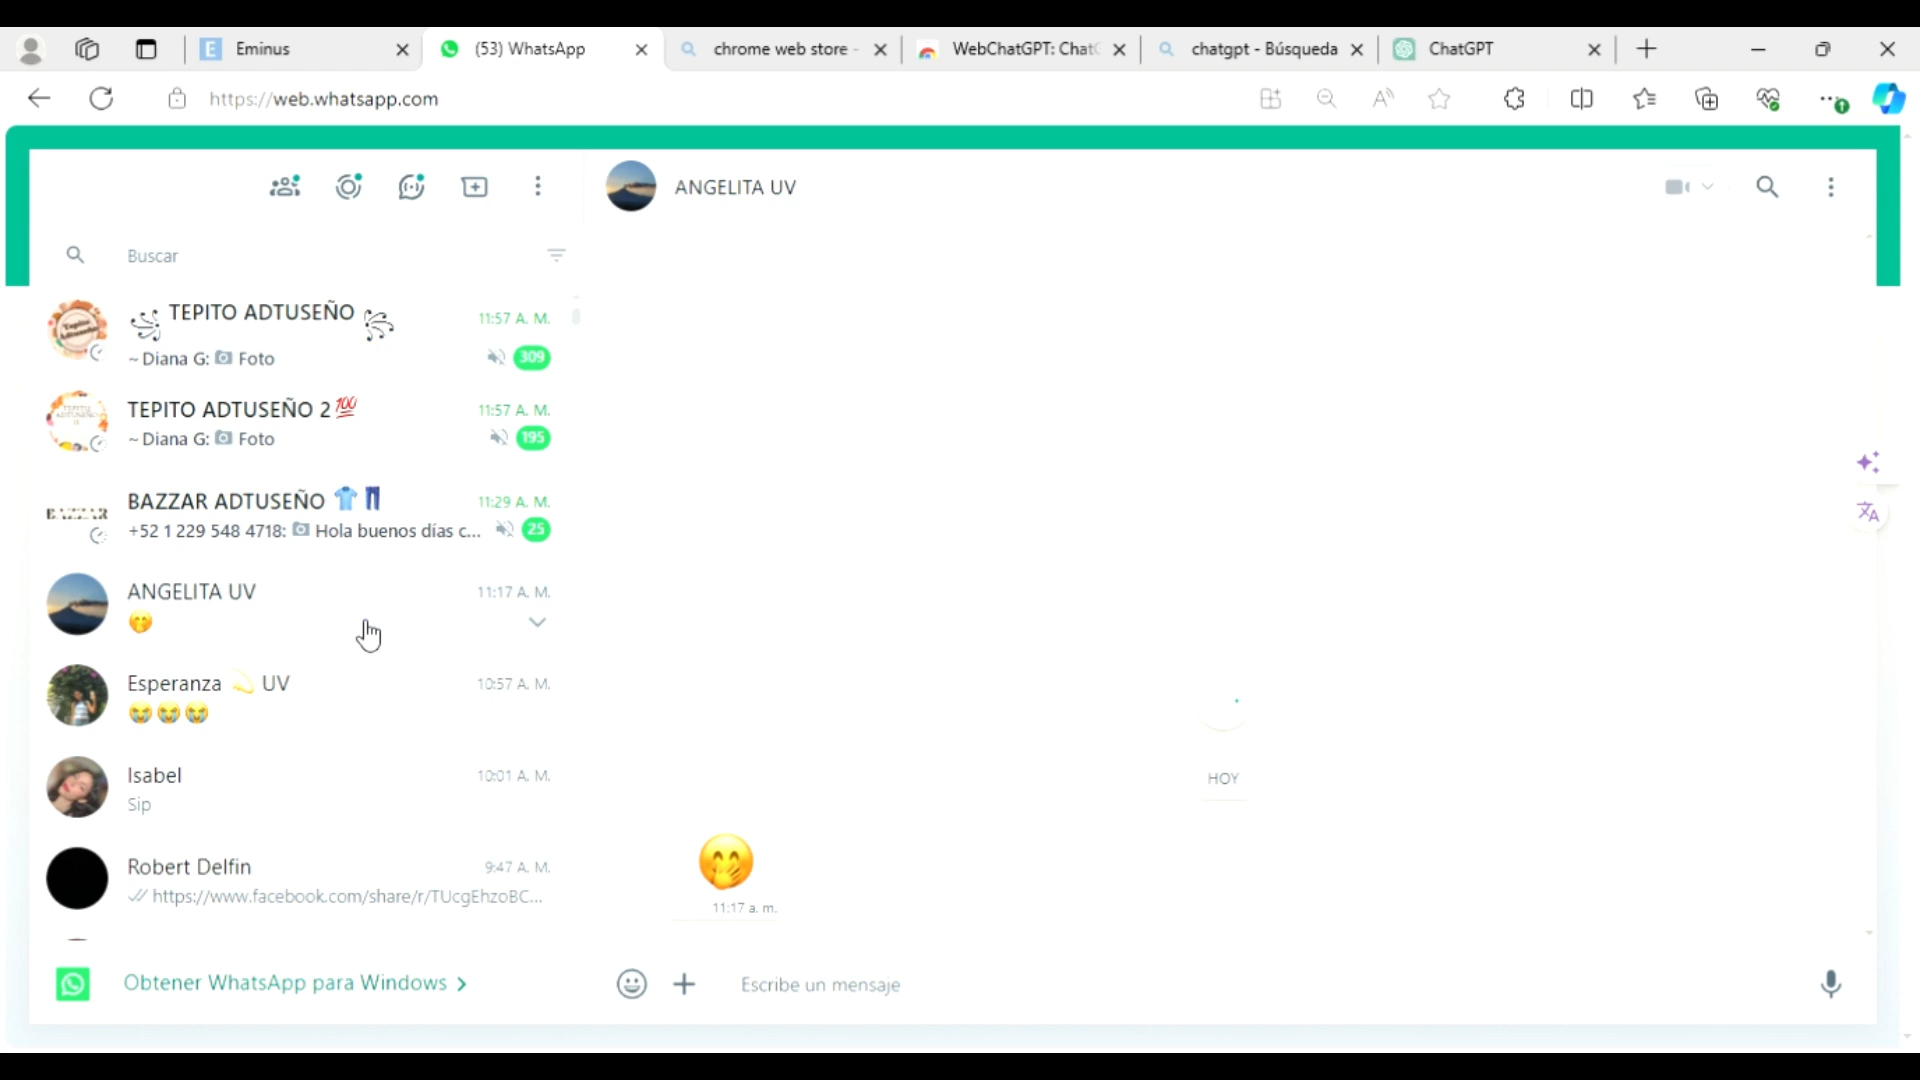 Eminus
(53) WhatsApp
chrome web store -
WebChatGPT: ChatG
chatgpt - Búsqueda
ChatGPT
https://web.whatsapp.com
ANGELITA UV
Buscar
TEPITO ADTUSEÑO
11:57 A. M.
~ Diana G: Foto
309
TEPITO ADTUSEÑO 2 💯
11:57 A. M.
~ Diana G: Foto
195
BAZZAR
BAZZAR ADTUSEÑO 👕👖
11:29 A. M.
+52 1 229 548 4718: Hola buenos días c...
25
ANGELITA UV
11:17 A. M.
🤭
Esperanza 💫 UV
10:57 A. M.
😭😭😭
Isabel
10:01 A. M.
Sip
Robert Delfin
9:47 A. M.
https://www.facebook.com/share/r/TUcgEhzoBC...
Obtener WhatsApp para Windows
HOY
🤭
11:17 a. m.
Escribe un mensaje